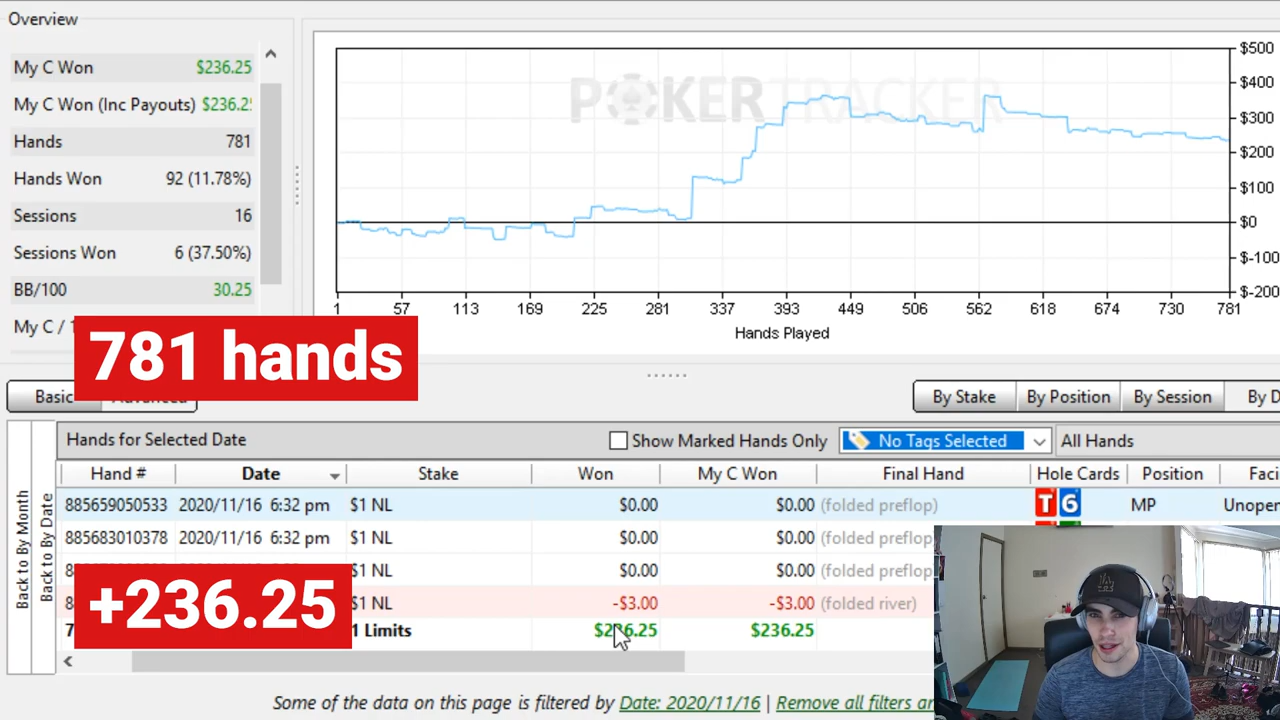 Overview
My C Won $236.25
My C Won (Inc Payouts) $236.2
Hands 781
Hands Won 92 (11.78%)
Sessions 16
Sessions Won 6 (37.50%)
BB/100 30.25
My C / 1
POKERTRACKER
$500
$400
$300
$200
$100
$0
$-100
$-200
1 57 113 169 225 281 337 393 449 506 562 618 674 730 781
Hands Played
781 hands
Basic Advanced
By Stake By Position By Session By D
Back to By Month
Back to By Date
Hands for Selected Date
Show Marked Hands Only
No Tags Selected
All Hands
Hand # Date Stake Won My C Won Final Hand Hole Cards Position Faci
885659050533 2020/11/16 6:32 pm $1 NL $0.00 $0.00 (folded preflop) T 6 MP Unopen
885683010378 2020/11/16 6:32 pm $1 NL $0.00 $0.00 (folded preflop
$1 NL $0.00 $0.00 (folded preflop
8 $1 NL -$3.00 -$3.00 (folded river)
7 1 Limits $236.25 $236.25
+236.25
Some of the data on this page is filtered by Date: 2020/11/16 | Remove all filters an